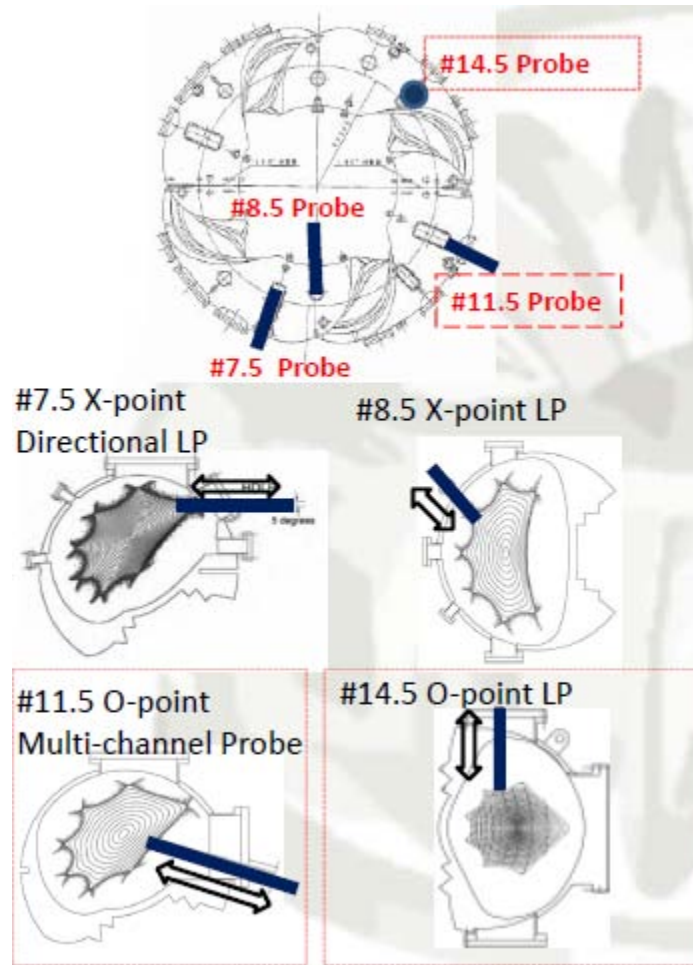 #14.5 Probe
#8.5 Probe
#11.5 Probe
#7.5 Probe
#7.5 X-point
Directional LP
#8.5 X-point LP
5 degrees
#11.5 O-point
Multi-channel Probe
#14.5 O-point LP